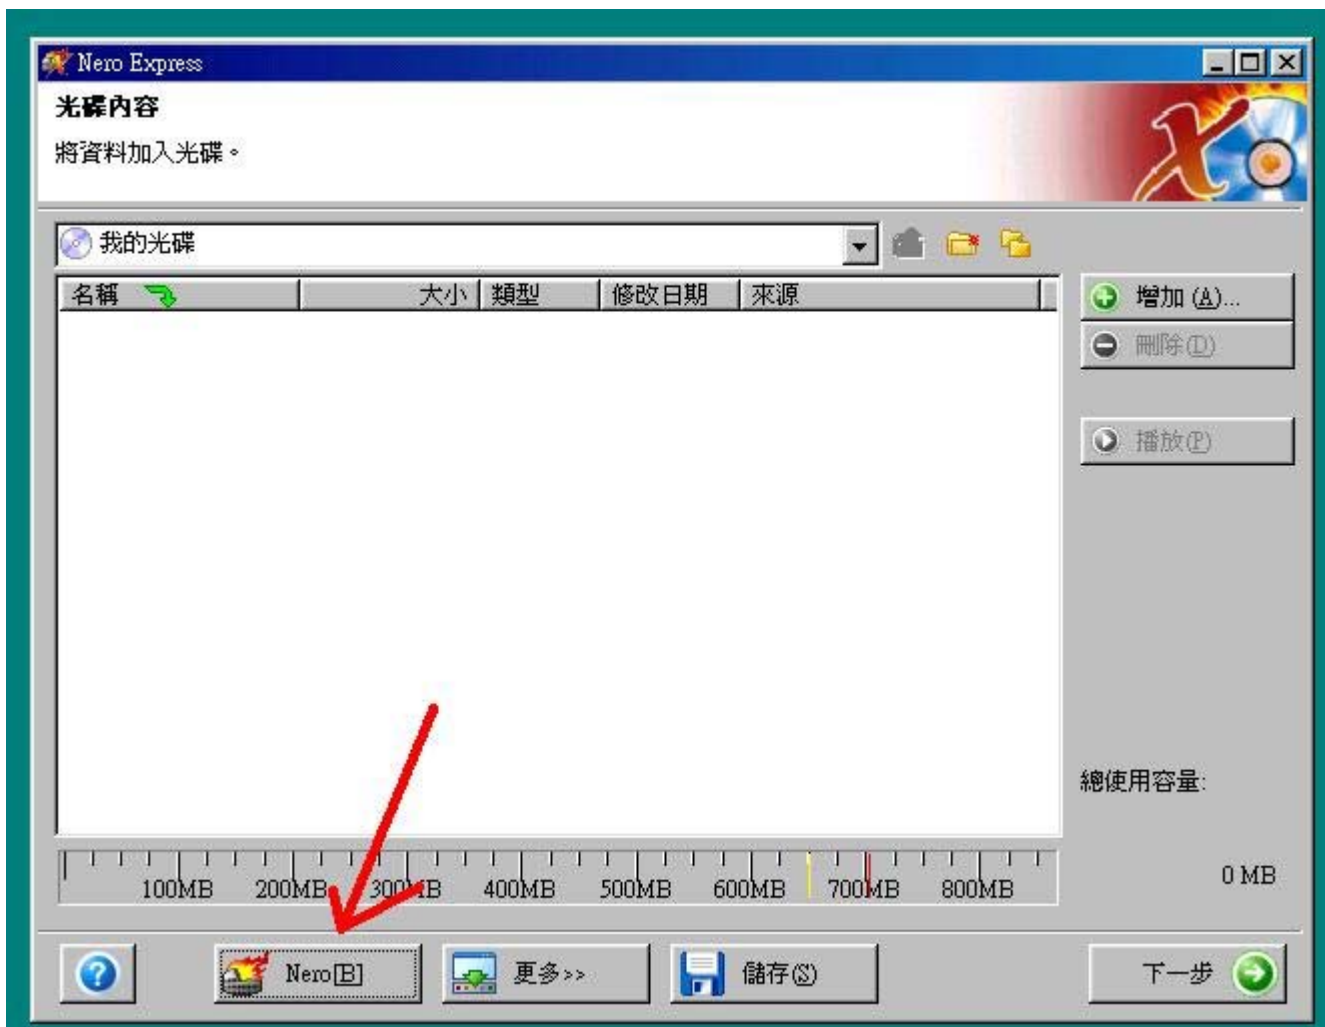 Nero Express
光碟內容
將資料加入光碟。
我的光碟
名稱 大小 類型 修改日期 來源
增加 (A)...
刪除(D)
播放(P)
總使用容量:
100MB 200MB 300MB 400MB 500MB 600MB 700MB 800MB
0 MB
Nero[B] 更多>> 儲存(S) 下一步